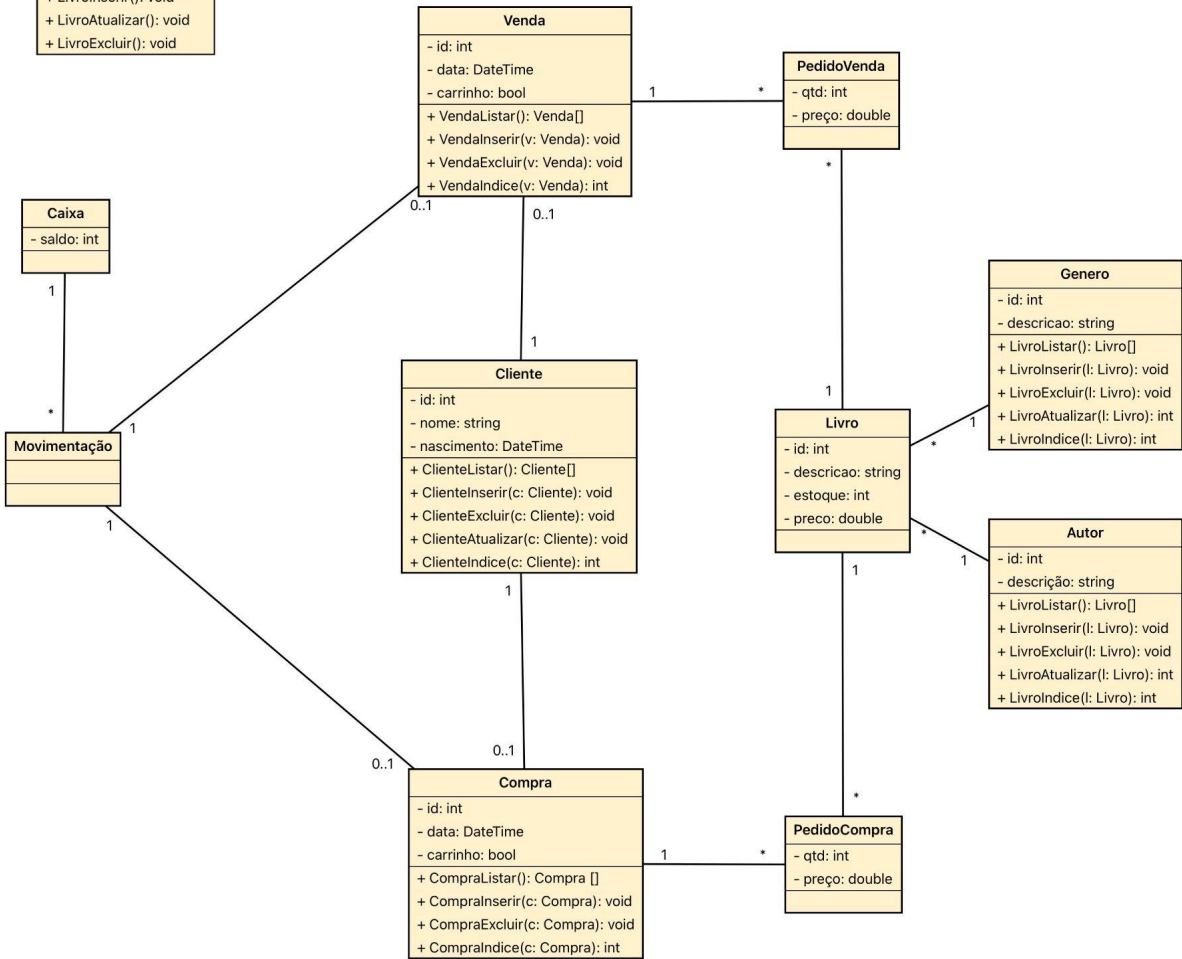 + LivroInserir(): void
+ LivroAtualizar(): void
+ LivroExcluir(): void
Venda
- id: int
- data: DateTime
- carrinho: bool
+ VendaListar(): Venda[]
+ VendaInserir(v: Venda): void
+ VendaExcluir(v: Venda): void
+ VendaIndice(v: Venda): int
1
*
PedidoVenda
- qtd: int
- preço: double
*
0..1
0..1
Caixa
- saldo: int
1
*
1
Movimentação
1
1
Cliente
- id: int
- nome: string
- nascimento: DateTime
+ ClienteListar(): Cliente[]
+ ClienteInserir(c: Cliente): void
+ ClienteExcluir(c: Cliente): void
+ ClienteAtualizar(c: Cliente): void
+ ClienteIndice(c: Cliente): int
1
1
Livro
- id: int
- descricao: string
- estoque: int
- preco: double
1
*
1
*
1
Genero
- id: int
- descricao: string
+ LivroListar(): Livro[]
+ LivroInserir(l: Livro): void
+ LivroExcluir(l: Livro): void
+ LivroAtualizar(l: Livro): int
+ LivroIndice(l: Livro): int
Autor
- id: int
- descrição: string
+ LivroListar(): Livro[]
+ LivroInserir(l: Livro): void
+ LivroExcluir(l: Livro): void
+ LivroAtualizar(l: Livro): int
+ LivroIndice(l: Livro): int
0..1
0..1
Compra
- id: int
- data: DateTime
- carrinho: bool
+ CompraListar(): Compra []
+ CompraInserir(c: Compra): void
+ CompraExcluir(c: Compra): void
+ CompraIndice(c: Compra): int
1
*
*
PedidoCompra
- qtd: int
- preço: double